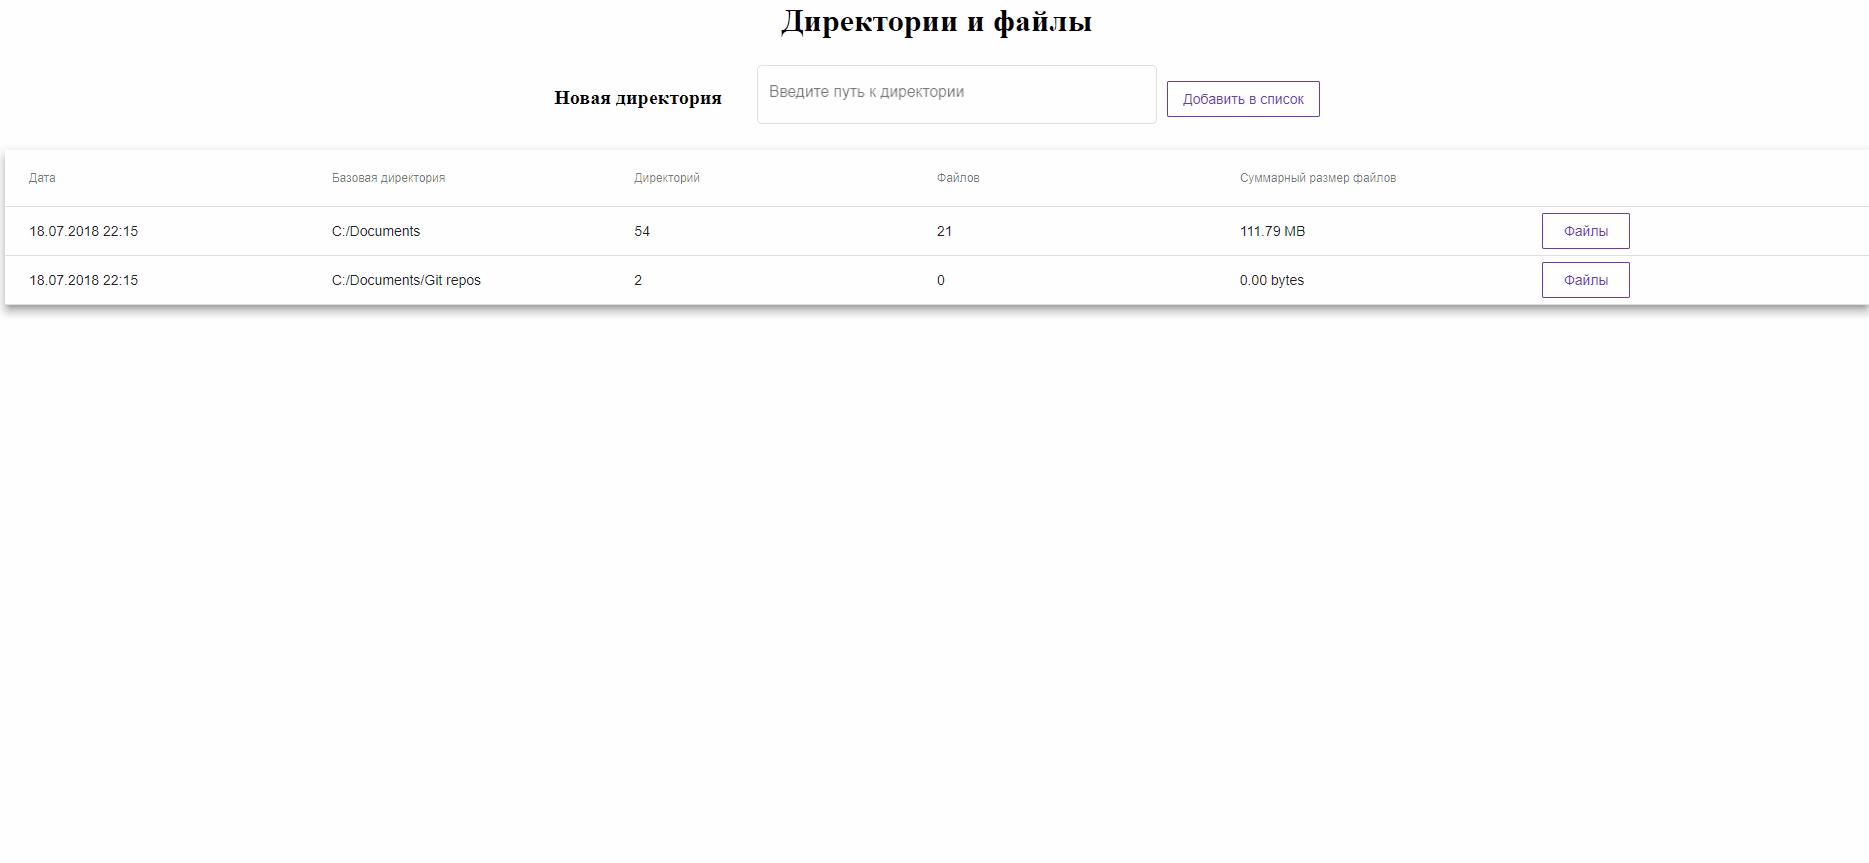 Директории и файлы
Новая директория Введите путь к директории Добавить в список
Дата Базовая директория Директорий Файлов Суммарный размер файлов
18.07.2018 22:15 C:/Documents 54 21 111.79 MB Файлы
18.07.2018 22:15 C:/Documents/Git repos 2 0 0.00 bytes Файлы